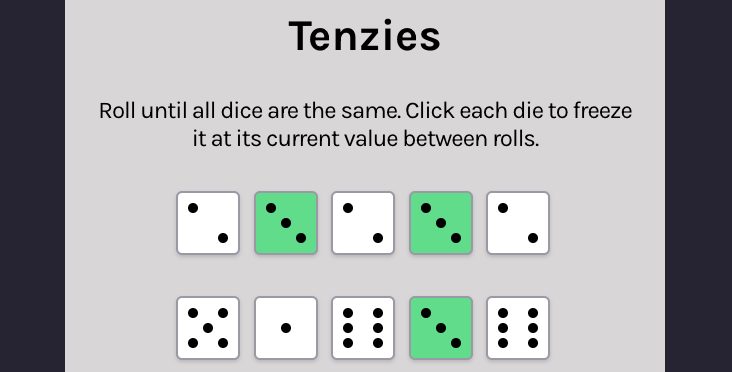 Tenzies
Roll until all dice are the same. Click each die to freeze
it at its current value between rolls.